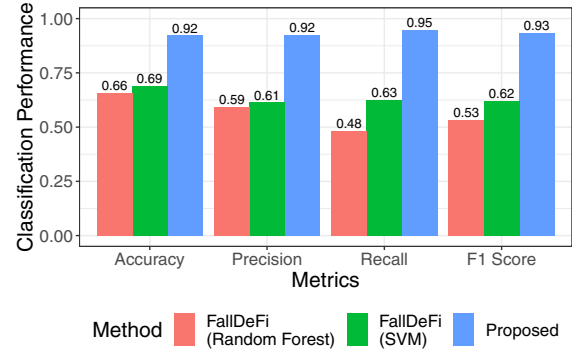 1.00
0.75
0.50
0.25
0.00
Classification Performance
0.66 0.69 0.92
0.59 0.61 0.92
0.48 0.63 0.95
0.53 0.62 0.93
Accuracy Precision Recall F1 Score
Metrics
Method
FallDeFi
(Random Forest)
FallDeFi
(SVM)
Proposed